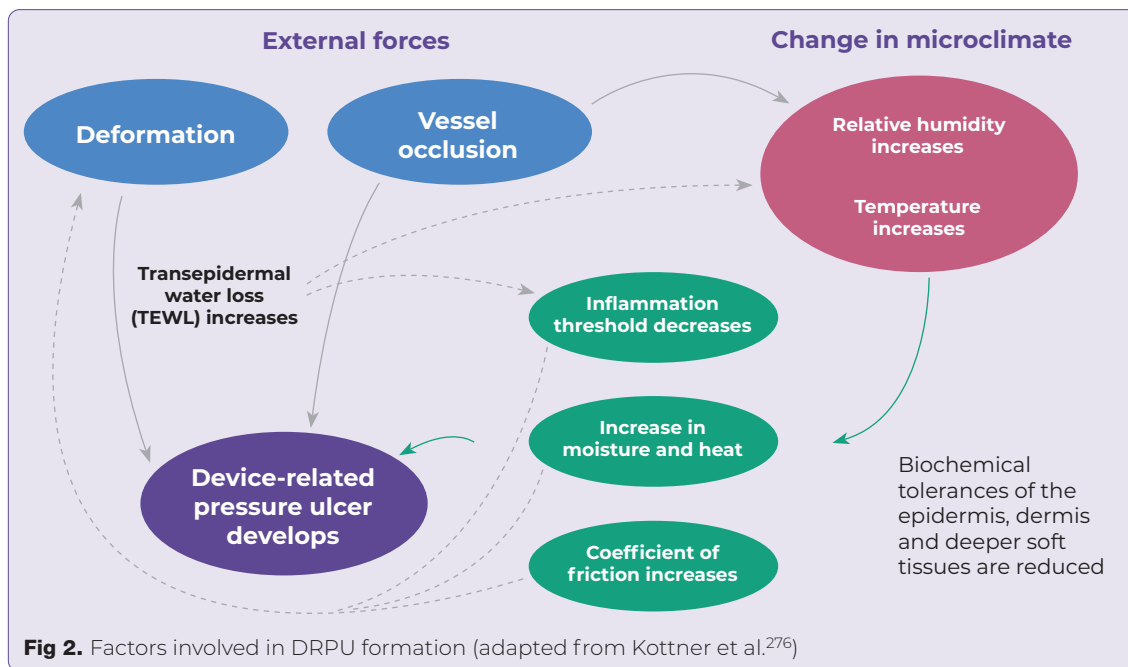 External forces
Change in microclimate
Deformation
Vessel
occlusion
Relative humidity
increases
Temperature
increases
Transepidermal
water loss
(TEWL) increases
Inflammation
threshold decreases
Increase in
moisture and heat
Device-related
pressure ulcer
develops
Biochemical
tolerances of the
epidermis, dermis
and deeper soft
tissues are reduced
Coefficient of
friction increases
Fig 2. Factors involved in DRPU formation (adapted from Kottner et al.276)